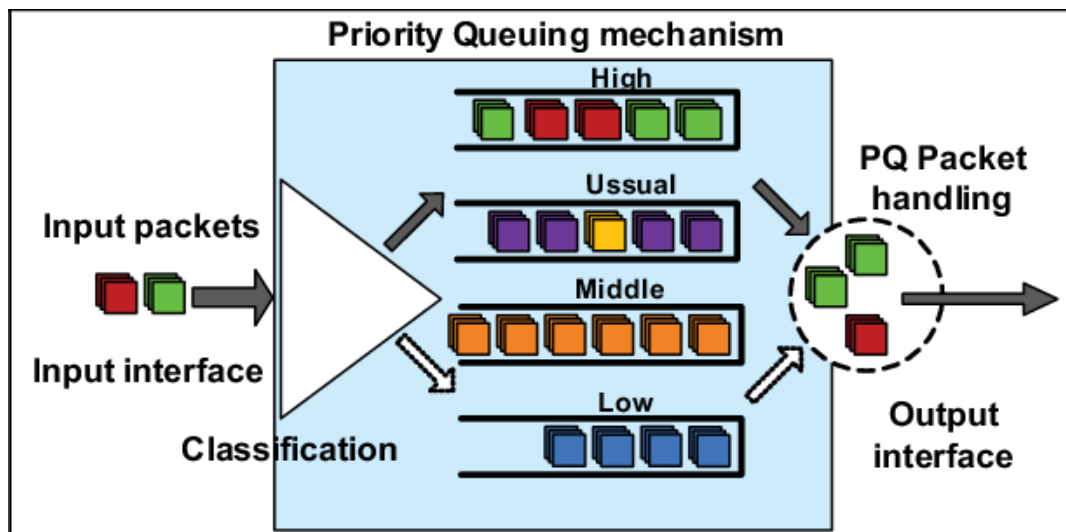 Priority Queuing mechanism
High
Ussual
Middle
Low
Input packets
Input interface
Classification
PQ Packet
handling
Output
interface